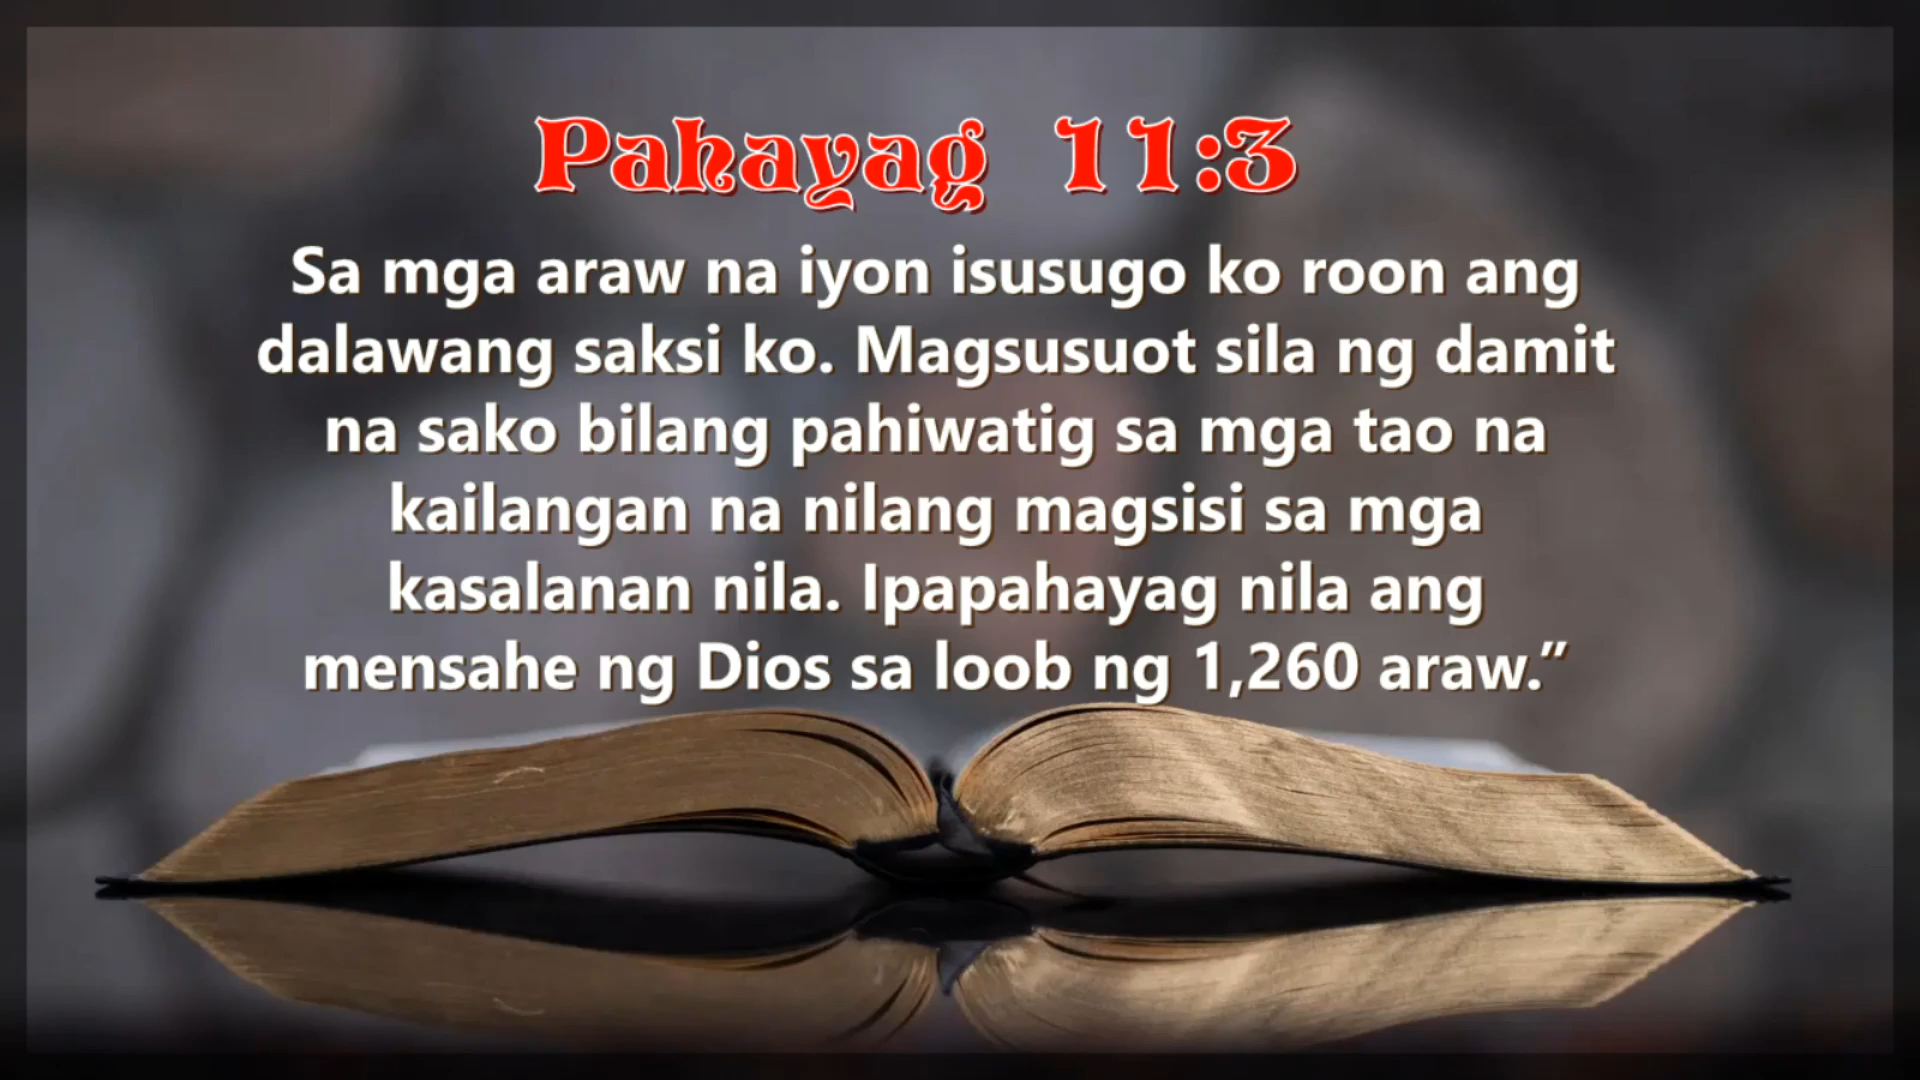 Pahayag 11:3
Sa mga araw na iyon isusugo ko roon ang
dalawang saksi ko. Magsusuot sila ng damit
na sako bilang pahiwatig sa mga tao na
kailangan na nilang magsisi sa mga
kasalanan nila. Ipapahayag nila ang
mensahe ng Dios sa loob ng 1,260 araw.”